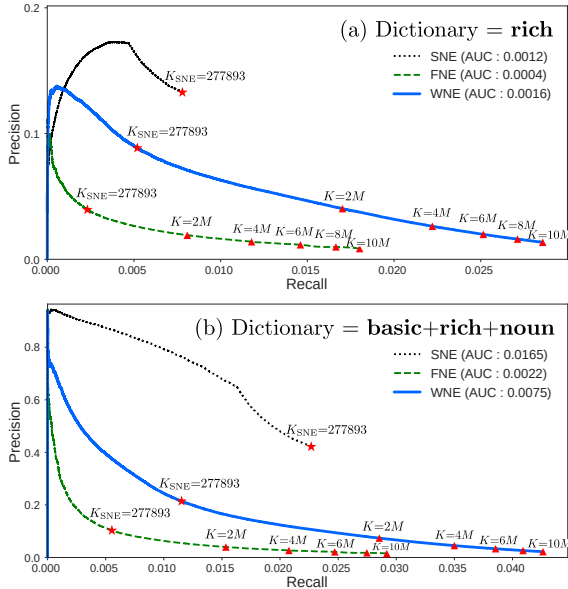 (a) Dictionary = rich
SNE (AUC : 0.0012)
FNE (AUC : 0.0004)
WNE (AUC : 0.0016)
Precision
0.2
0.1
0.0
K_SNE=277893
K_SNE=277893
K_SNE=277893
K=2M
K=4M
K=6M
K=8M
K=10M
K=2M
K=4M
K=6M
K=8M
K=10M
0.000 0.005 0.010 0.015 0.020 0.025
Recall
(b) Dictionary = basic+rich+noun
SNE (AUC : 0.0165)
FNE (AUC : 0.0022)
WNE (AUC : 0.0075)
Precision
0.8
0.6
0.4
0.2
0.0
K_SNE=277893
K_SNE=277893
K_SNE=277893
K=2M
K=4M
K=6M
K=10M
K=2M
K=4M
K=6M
K=10M
0.000 0.005 0.010 0.015 0.020 0.025 0.030 0.035 0.040
Recall